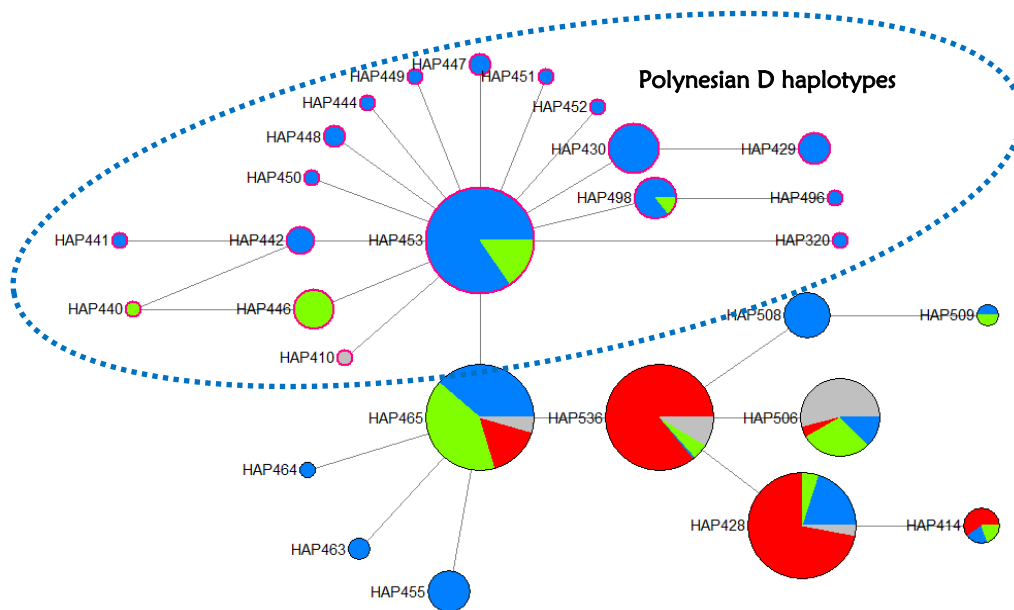 HAP447
HAP449
HAP451
Polynesian D haplotypes
HAP444
HAP452
HAP448
HAP430
HAP429
HAP450
HAP498
HAP496
HAP441
HAP442
HAP453
HAP320
HAP440
HAP446
HAP508
HAP509
HAP410
HAP465
HAP536
HAP506
HAP464
HAP428
HAP414
HAP463
HAP455